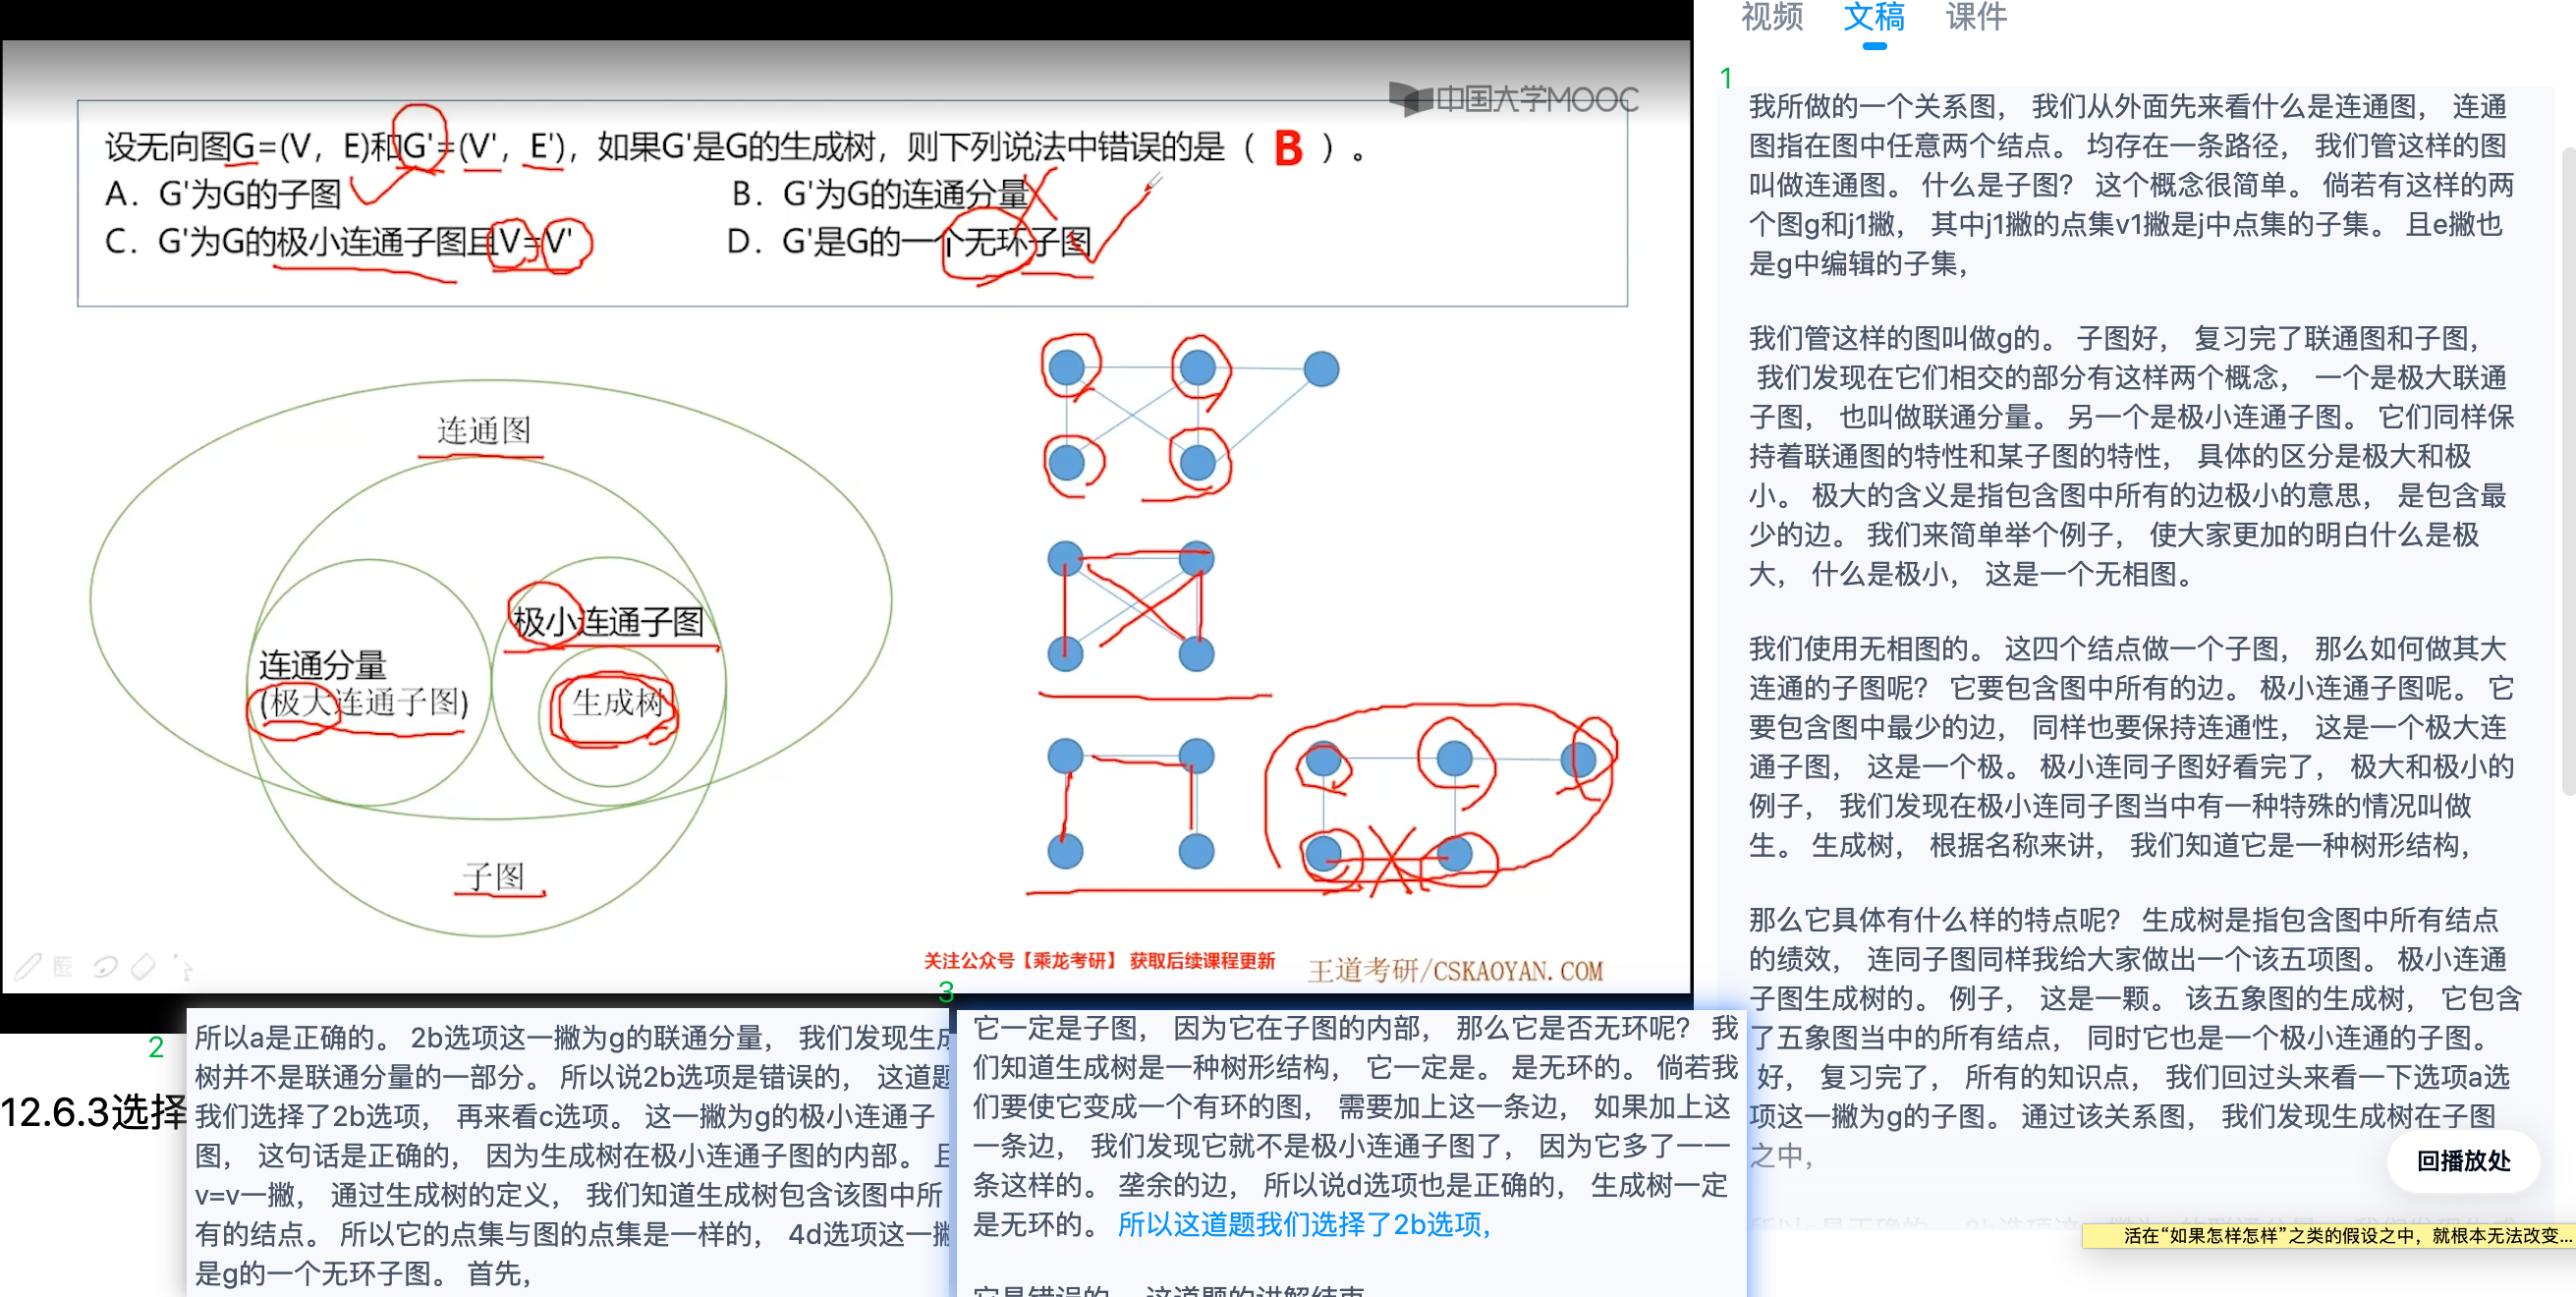 中国大学MOOC
设无向图G=(V，E)和G'=(V'，E')，如果G'是G的生成树，则下列说法中错误的是（ B ）。
A．G'为G的子图
B．G'为G的连通分量
C．G'为G的极小连通子图且V=V'
D．G'是G的一个无环子图
连通图
极小连通子图
连通分量
(极大连通子图)
生成树
子图
关注公众号【乘龙考研】 获取后续课程更新
王道考研/CSKAOYAN.COM
视频 文稿 课件
1
我所做的一个关系图， 我们从外面先来看什么是连通图， 连通
图指在图中任意两个结点。 均存在一条路径， 我们管这样的图
叫做连通图。 什么是子图？ 这个概念很简单。 倘若有这样的两
个图g和j1撇， 其中j1撇的点集v1撇是j中点集的子集。 且e撇也
是g中编辑的子集，
我们管这样的图叫做g的。 子图好， 复习完了联通图和子图，
我们发现在它们相交的部分有这样两个概念， 一个是极大联通
子图， 也叫做联通分量。 另一个是极小连通子图。 它们同样保
持着联通图的特性和某子图的特性， 具体的区分是极大和极
小。 极大的含义是指包含图中所有的边极小的意思， 是包含最
少的边。 我们来简单举个例子， 使大家更加的明白什么是极
大， 什么是极小， 这是一个无相图。
我们使用无相图的。 这四个结点做一个子图， 那么如何做其大
连通的子图呢？ 它要包含图中所有的边。 极小连通子图呢。 它
要包含图中最少的边， 同样也要保持连通性， 这是一个极大连
通子图， 这是一个极。 极小连同子图好看完了， 极大和极小的
例子， 我们发现在极小连同子图当中有一种特殊的情况叫做
生。 生成树， 根据名称来讲， 我们知道它是一种树形结构，
那么它具体有什么样的特点呢？ 生成树是指包含图中所有结点
的绩效， 连同子图同样我给大家做出一个该五项图。 极小连通
子图生成树的。 例子， 这是一颗。 该五象图的生成树， 它包含
了五象图当中的所有结点， 同时它也是一个极小连通的子图。
好， 复习完了， 所有的知识点， 我们回过头来看一下选项a选
项这一撇为g的子图。 通过该关系图， 我们发现生成树在子图
之中，
回播放处
活在“如果怎样怎样”之类的假设之中，就根本无法改变...
12.6.3选择
2
所以a是正确的。 2b选项这一撇为g的联通分量， 我们发现生成
树并不是联通分量的一部分。 所以说2b选项是错误的， 这道题
我们选择了2b选项， 再来看c选项。 这一撇为g的极小连通子
图， 这句话是正确的， 因为生成树在极小连通子图的内部。 且
v=v一撇， 通过生成树的定义， 我们知道生成树包含该图中所
有的结点。 所以它的点集与图的点集是一样的， 4d选项这一撇
是g的一个无环子图。 首先，
3
它一定是子图， 因为它在子图的内部， 那么它是否无环呢？ 我
们知道生成树是一种树形结构， 它一定是。 是无环的。 倘若我
们要使它变成一个有环的图， 需要加上这一条边， 如果加上这
一条边， 我们发现它就不是极小连通子图了， 因为它多了一一
条这样的。 垄余的边， 所以说d选项也是正确的， 生成树一定
是无环的。 所以这道题我们选择了2b选项，